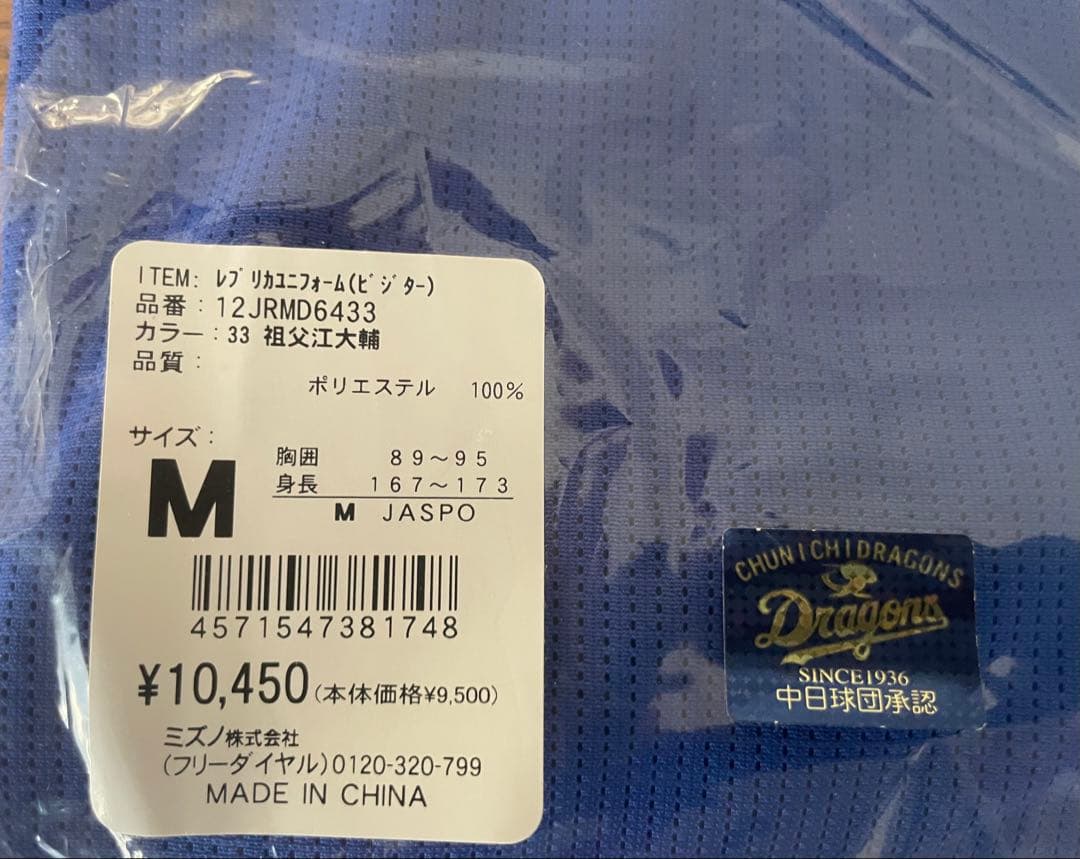 ITEM: ﾚﾌﾟﾘｶﾕﾆﾌｫｰﾑ(ﾋﾞｼﾞﾀｰ)
品番：12JRMD6433
カラー：33 祖父江大輔
品質：
ポリエステル 100%
サイズ：
M
胸囲 89～95
身長 167～173
M JASPO
4571547381748
¥10,450(本体価格¥9,500)
ミズノ株式会社
(フリーダイヤル)0120-320-799
MADE IN CHINA
CHUNICHI DRAGONS
Dragons
SINCE1936
中日球団承認